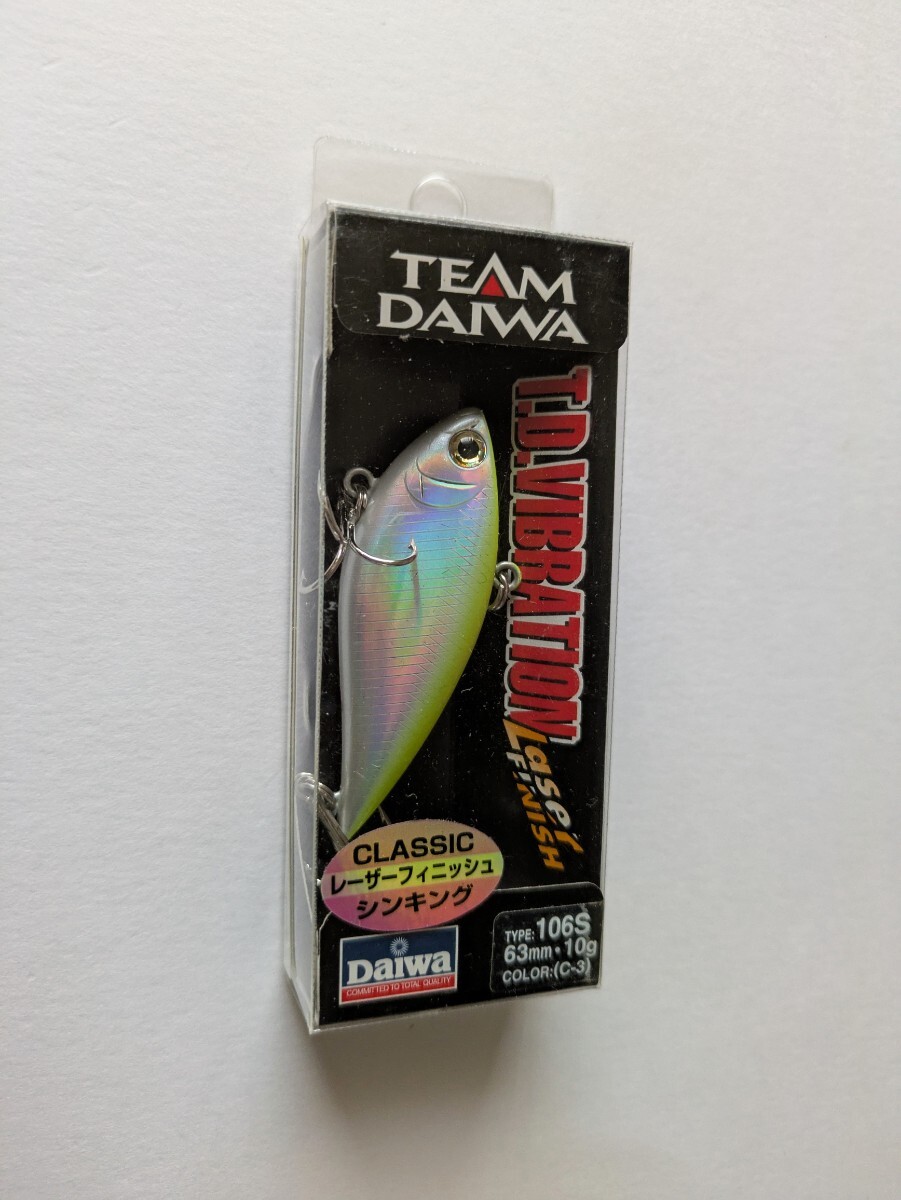 TEAM
DAIWA
T.D.VIBRATION
Laser
FINISH
CLASSIC
レーザーフィニッシュ
シンキング
Daiwa
COMMITTED TO TOTAL QUALITY
TYPE: 106S
63mm・10g
COLOR:(C-3)